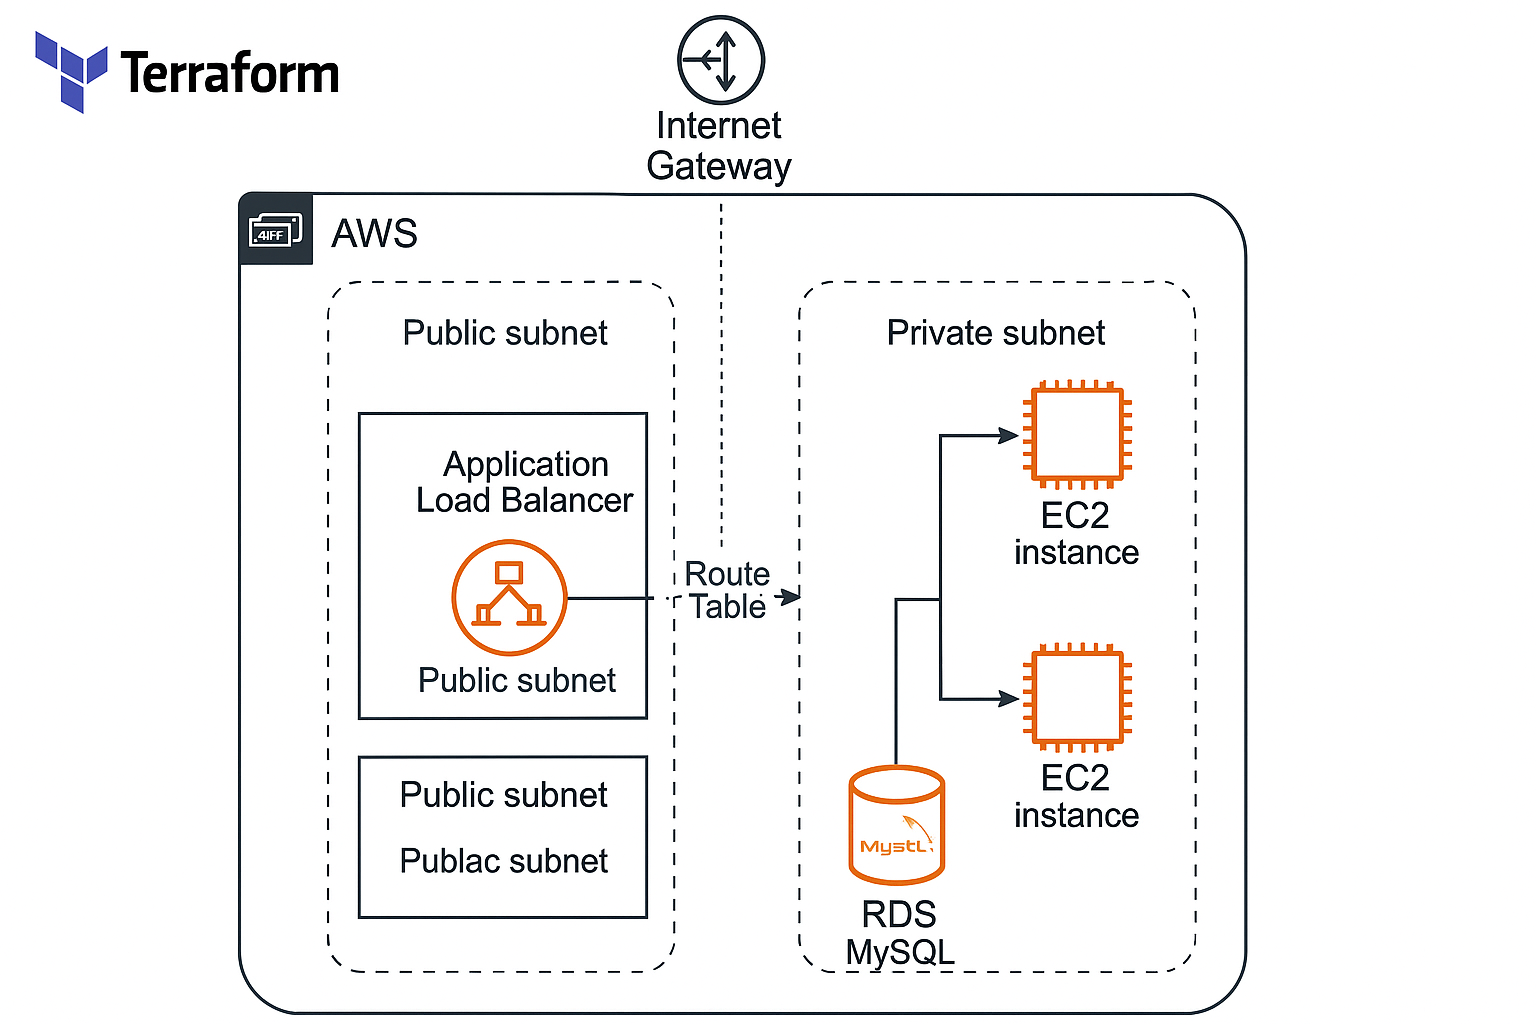 Terraform
Internet
Gateway
4IFF
AWS
Public subnet
Application
Load Balancer
Public subnet
Public subnet
Publac subnet
Route
Table
Private subnet
EC2
instance
EC2
instance
MystL
RDS
MySQL